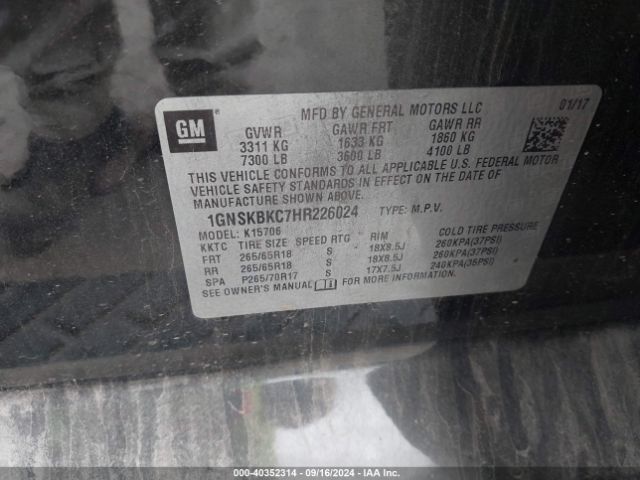 GM
MFD BY GENERAL MOTORS LLC 01/17
GVWR GAWR FRT GAWR RR
3311 KG 1633 KG 1860 KG
7300 LB 3600 LB 4100 LB
THIS VEHICLE CONFORMS TO ALL APPLICABLE U.S. FEDERAL MOTOR
VEHICLE SAFETY STANDARDS IN EFFECT ON THE DATE OF
MANUFACTURE SHOWN ABOVE.
1GNSKBKC7HR226024 TYPE: M.P.V.
MODEL: K15706
KKTC TIRE SIZE SPEED RTG RIM COLD TIRE PRESSURE
FRT 265/65R18 S 18X8.5J 260KPA(37PSI)
RR 265/65R18 S 18X8.5J 260KPA(37PSI)
SPA P265/70R17 S 17X7.5J 240KPA(35PSI)
SEE OWNER'S MANUAL FOR MORE INFORMATION.
000-40352314 - 09/16/2024 - IAA Inc.